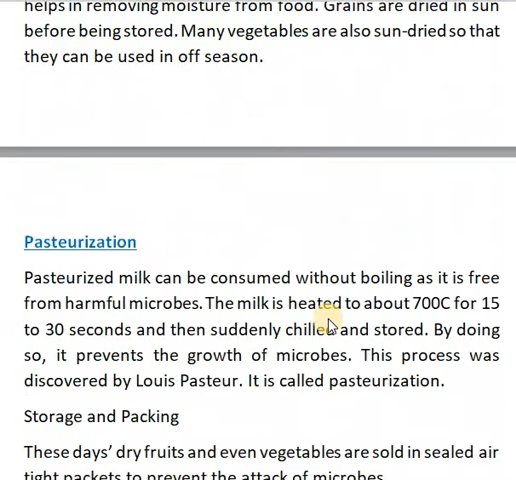 helps in removing moisture from food. Grains are dried in sun
before being stored. Many vegetables are also sun-dried so that
they can be used in off season.
Pasteurization
Pasteurized milk can be consumed without boiling as it is free
from harmful microbes. The milk is heated to about 700C for 15
to 30 seconds and then suddenly chilled and stored. By doing
so, it prevents the growth of microbes. This process was
discovered by Louis Pasteur. It is called pasteurization.
Storage and Packing
These days’ dry fruits and even vegetables are sold in sealed air
tight packets to prevent the attack of microbes.